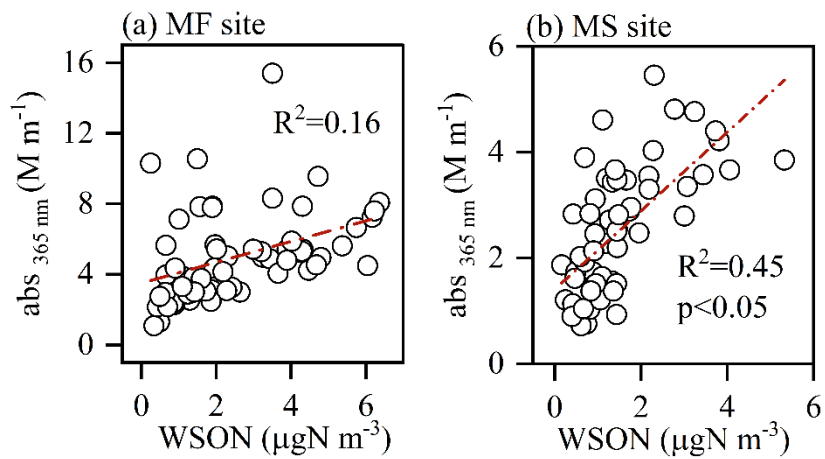 (a) MF site
(b) MS site
16
12
8
4
0
abs 365 nm (M m⁻¹)
R²=0.16
0 2 4 6
WSON (μgN m⁻³)
6
4
2
0
abs 365 nm (M m⁻¹)
R²=0.45
p<0.05
0 2 4 6
WSON (μgN m⁻³)